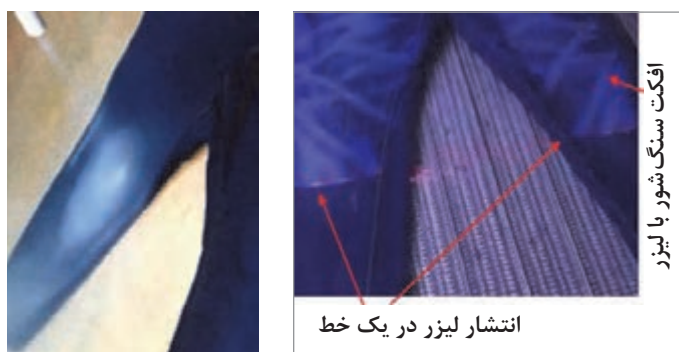 افکت سنگ شور با لیزر
انتشار لیزر در یک خط